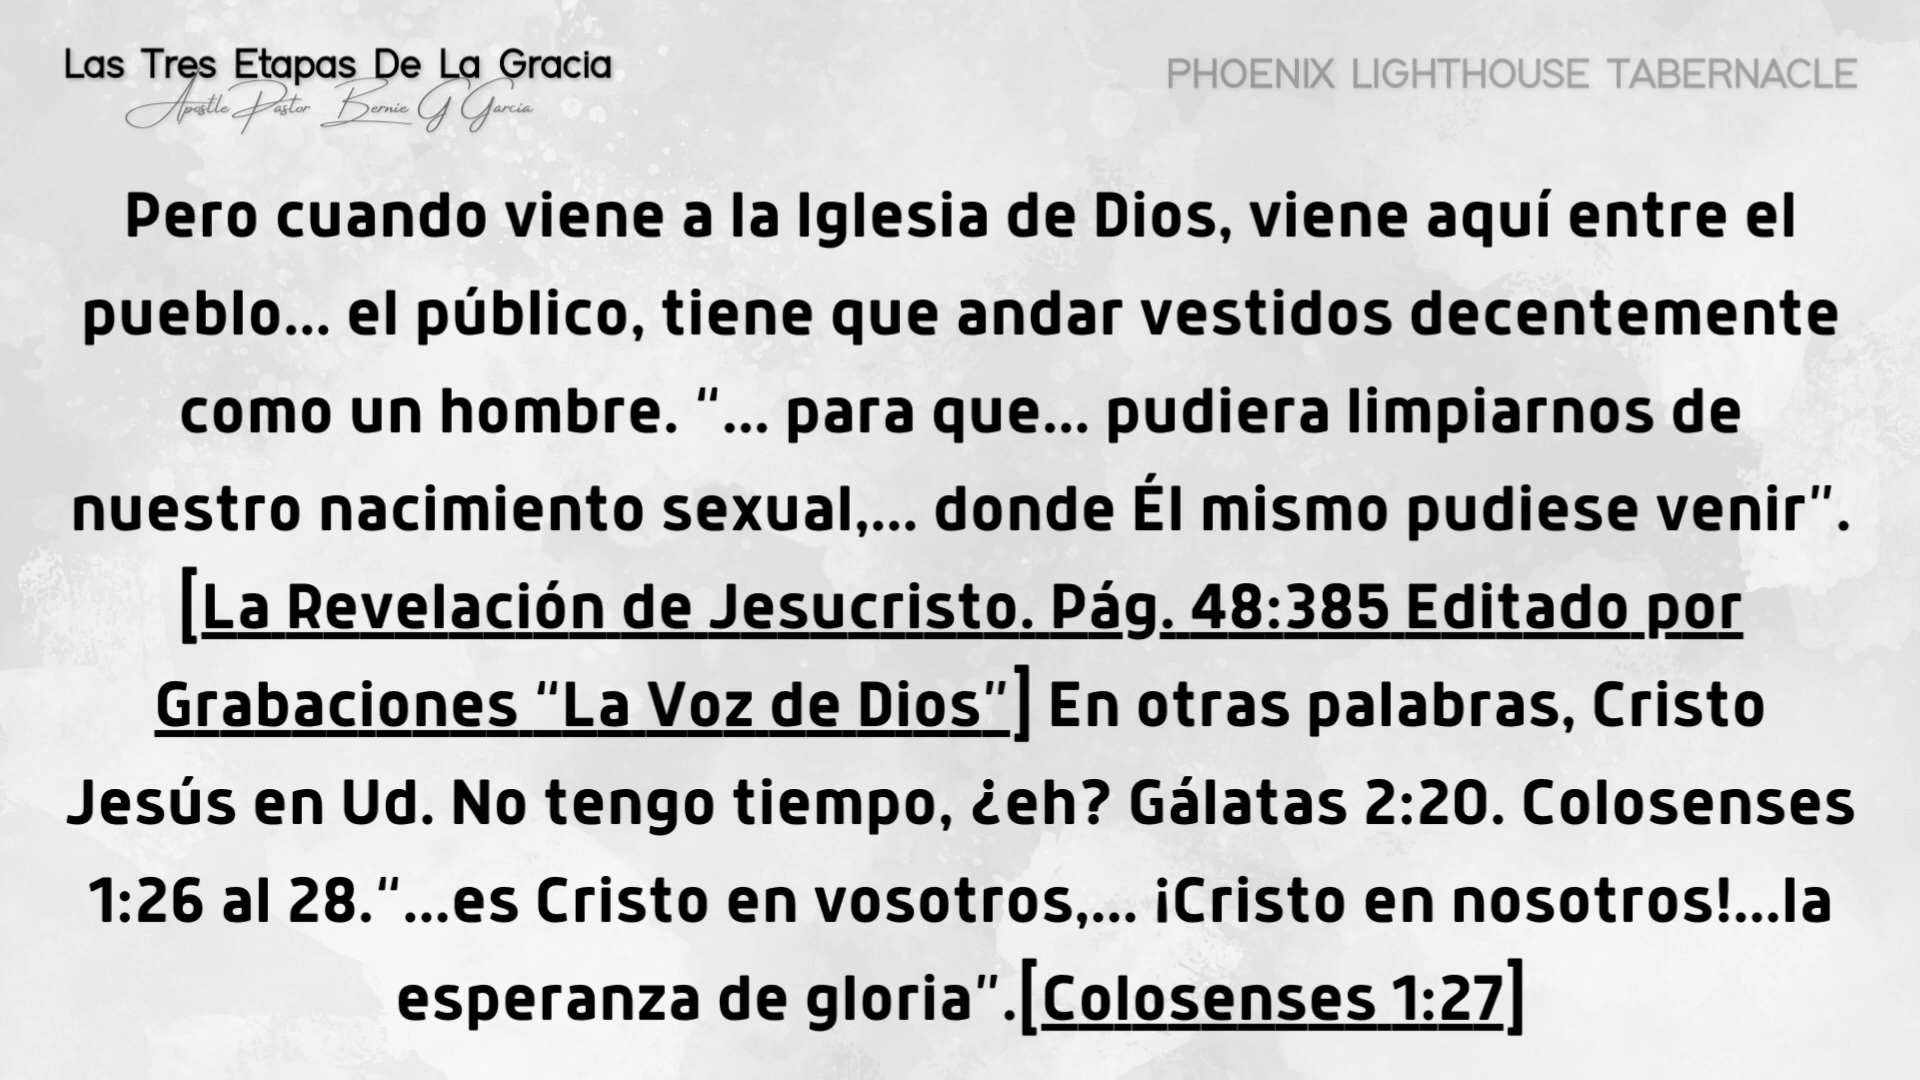 Las Tres Etapas De La Gracia
Apostle Pastor Bernie G Garcia
PHOENIX LIGHTHOUSE TABERNACLE
Pero cuando viene a la Iglesia de Dios, viene aquí entre el
pueblo... el público, tiene que andar vestidos decentemente
como un hombre. “... para que... pudiera limpiarnos de
nuestro nacimiento sexual,... donde Él mismo pudiese venir”.
[La Revelación de Jesucristo. Pág. 48:385 Editado por
Grabaciones “La Voz de Dios”] En otras palabras, Cristo
Jesús en Ud. No tengo tiempo, ¿eh? Gálatas 2:20. Colosenses
1:26 al 28.“...es Cristo en vosotros,... ¡Cristo en nosotros!...la
esperanza de gloria”.[Colosenses 1:27]